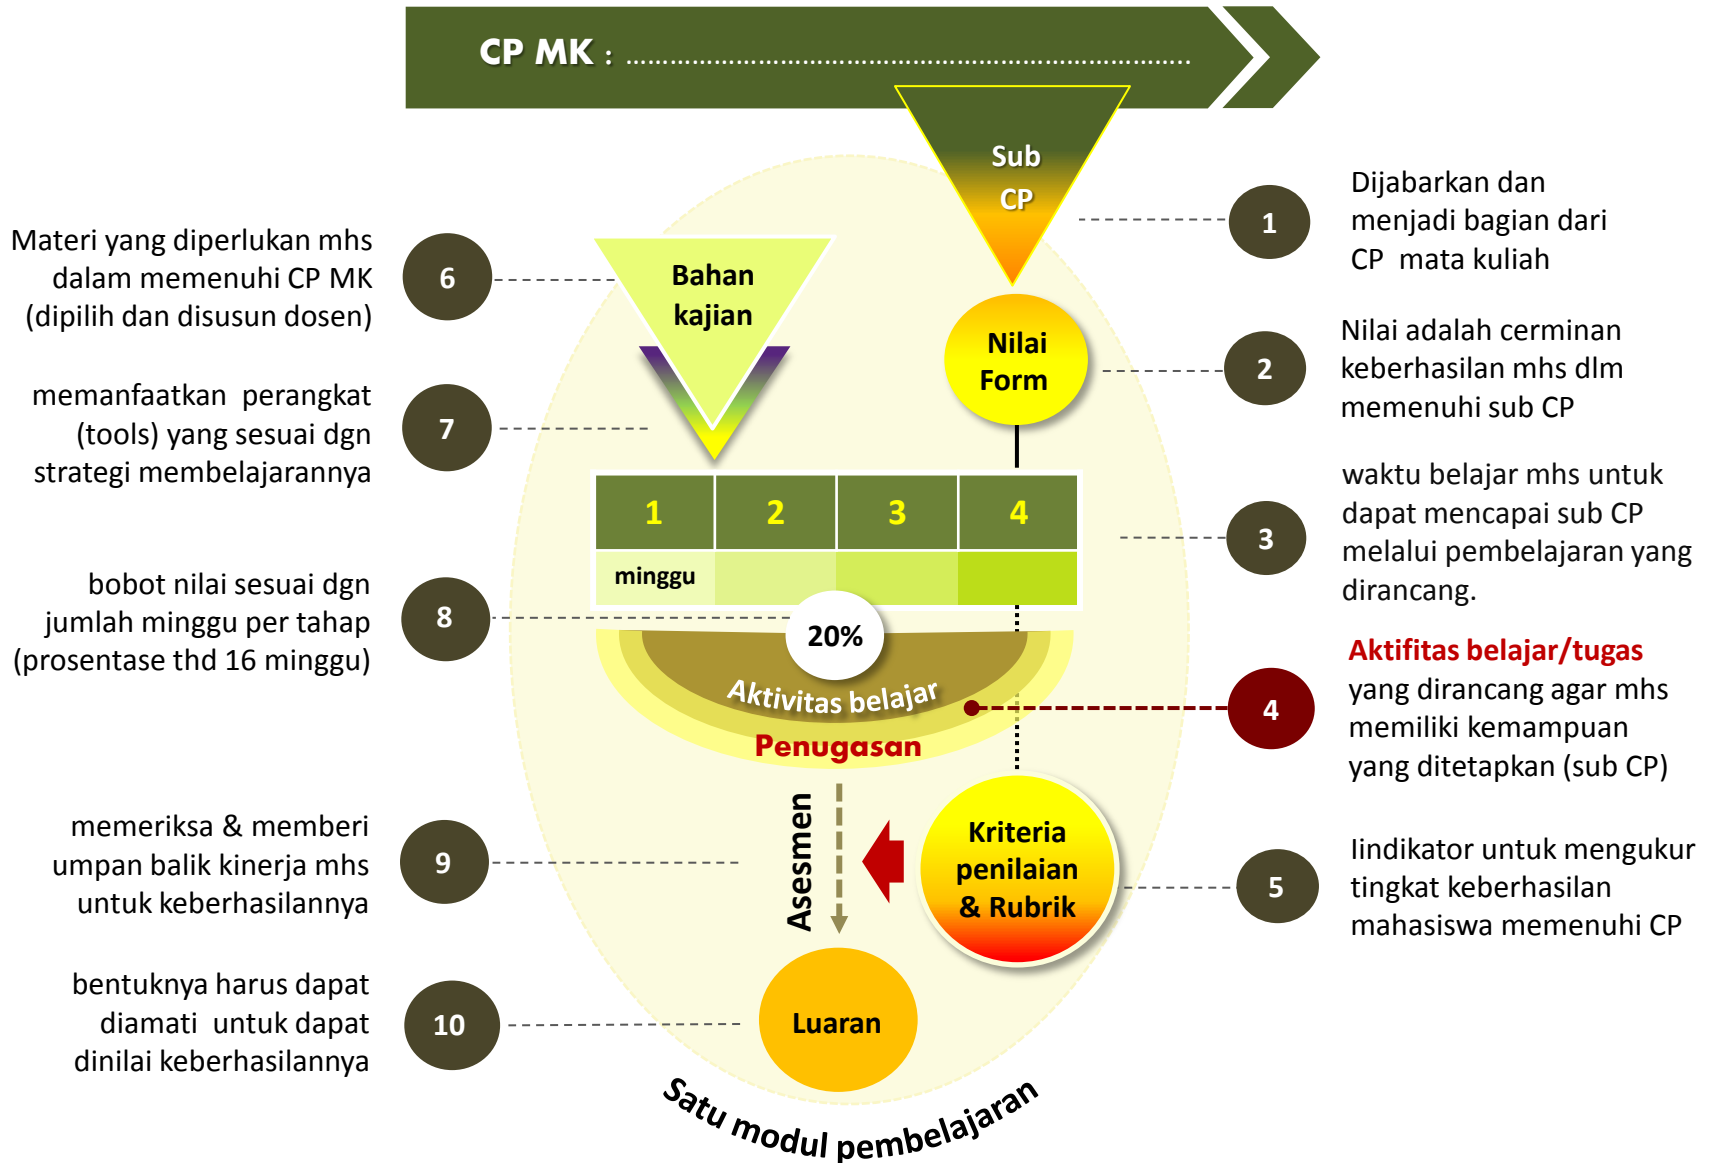 CP MK : ..........................................................................
Sub
CP
1
Dijabarkan dan
menjadi bagian dari
CP mata kuliah
Nilai
Form
2
Nilai adalah cerminan
keberhasilan mhs dlm
memenuhi sub CP
3
waktu belajar mhs untuk
dapat mencapai sub CP
melalui pembelajaran yang
dirancang.
4
Aktifitas belajar/tugas
yang dirancang agar mhs
memiliki kemampuan
yang ditetapkan (sub CP)
Kriteria
penilaian
& Rubrik
5
Iindikator untuk mengukur
tingkat keberhasilan
mahasiswa memenuhi CP
Materi yang diperlukan mhs
dalam memenuhi CP MK
(dipilih dan disusun dosen)
6
Bahan
kajian
memanfaatkan perangkat
(tools) yang sesuai dgn
strategi membelajarannya
7
1 2 3 4
minggu
bobot nilai sesuai dgn
jumlah minggu per tahap
(prosentase thd 16 minggu)
8
20%
Aktivitas belajar
Penugasan
memeriksa & memberi
umpan balik kinerja mhs
untuk keberhasilannya
9
Asesmen
bentuknya harus dapat
diamati untuk dapat
dinilai keberhasilannya
10
Luaran
Satu modul pembelajaran